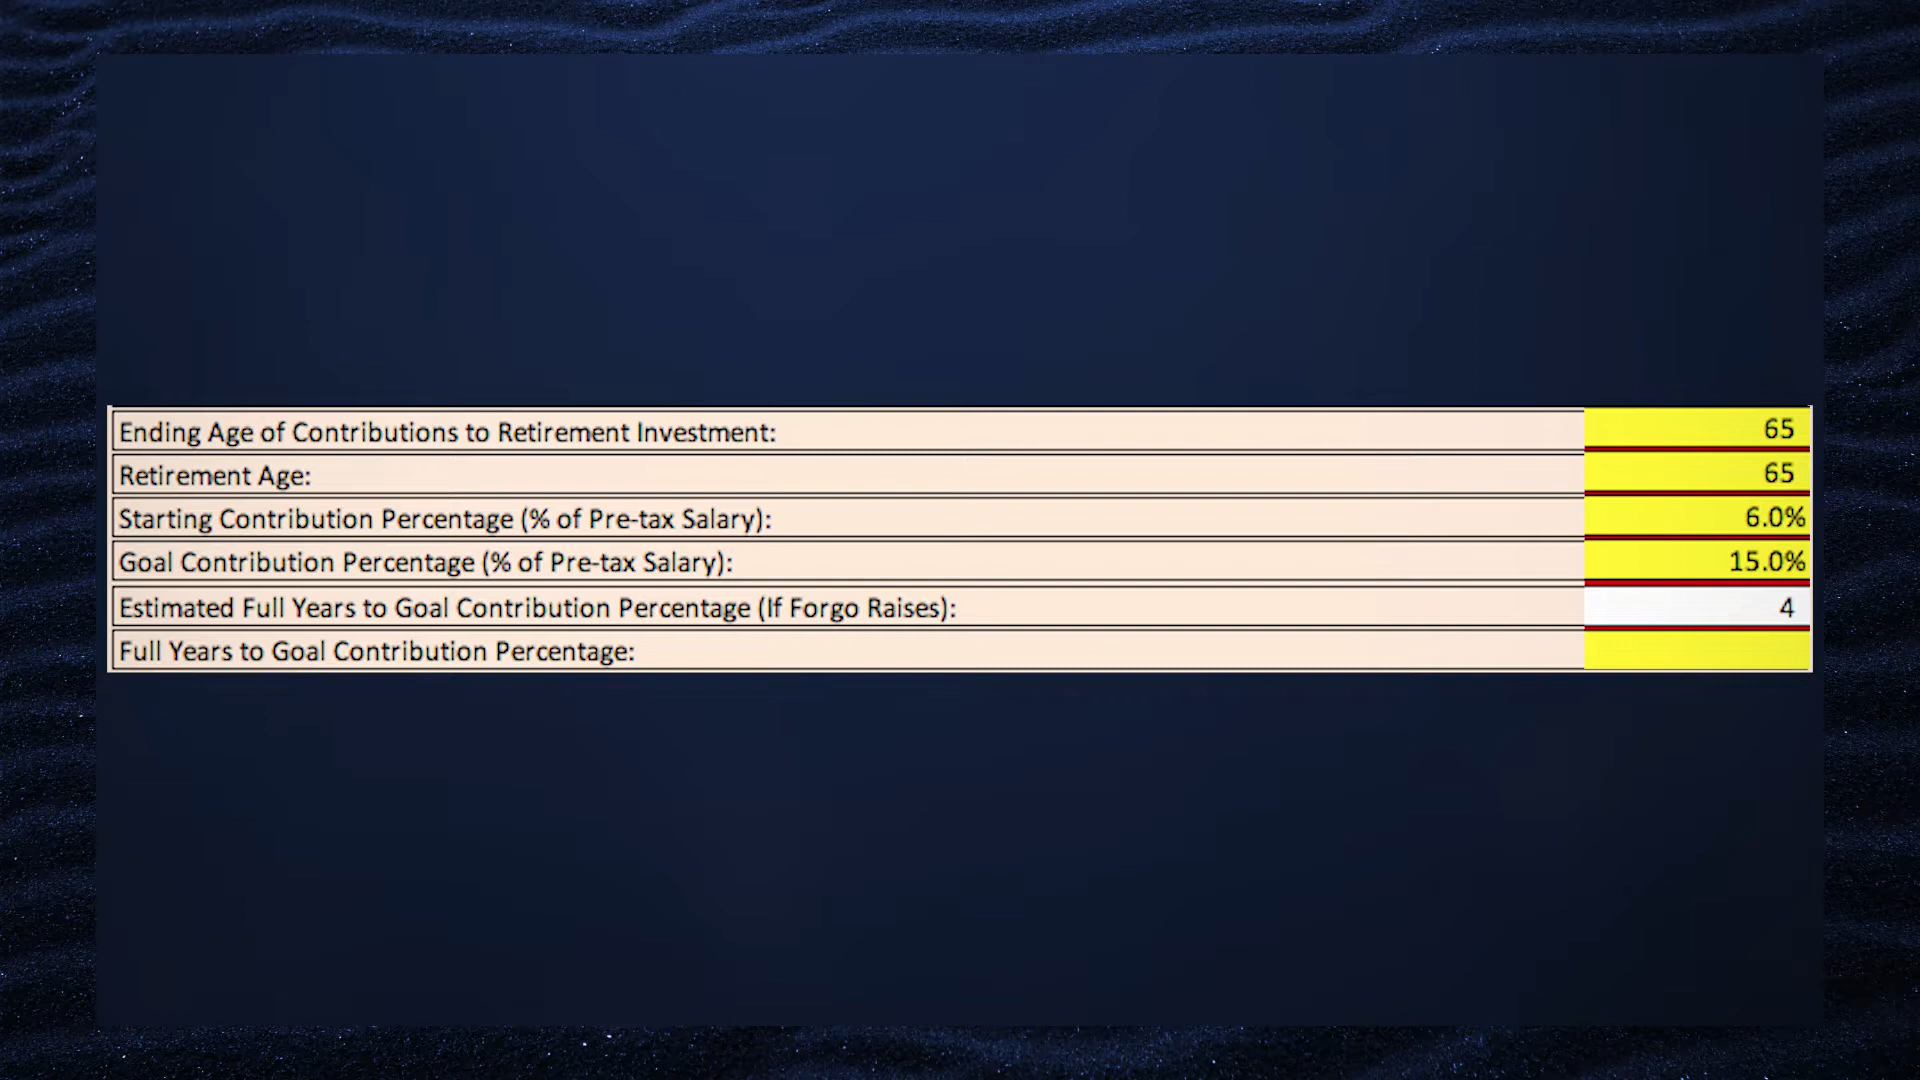 Ending Age of Contributions to Retirement Investment: 65
Retirement Age: 65
Starting Contribution Percentage (% of Pre-tax Salary): 6.0%
Goal Contribution Percentage (% of Pre-tax Salary): 15.0%
Estimated Full Years to Goal Contribution Percentage (If Forgo Raises): 4
Full Years to Goal Contribution Percentage: